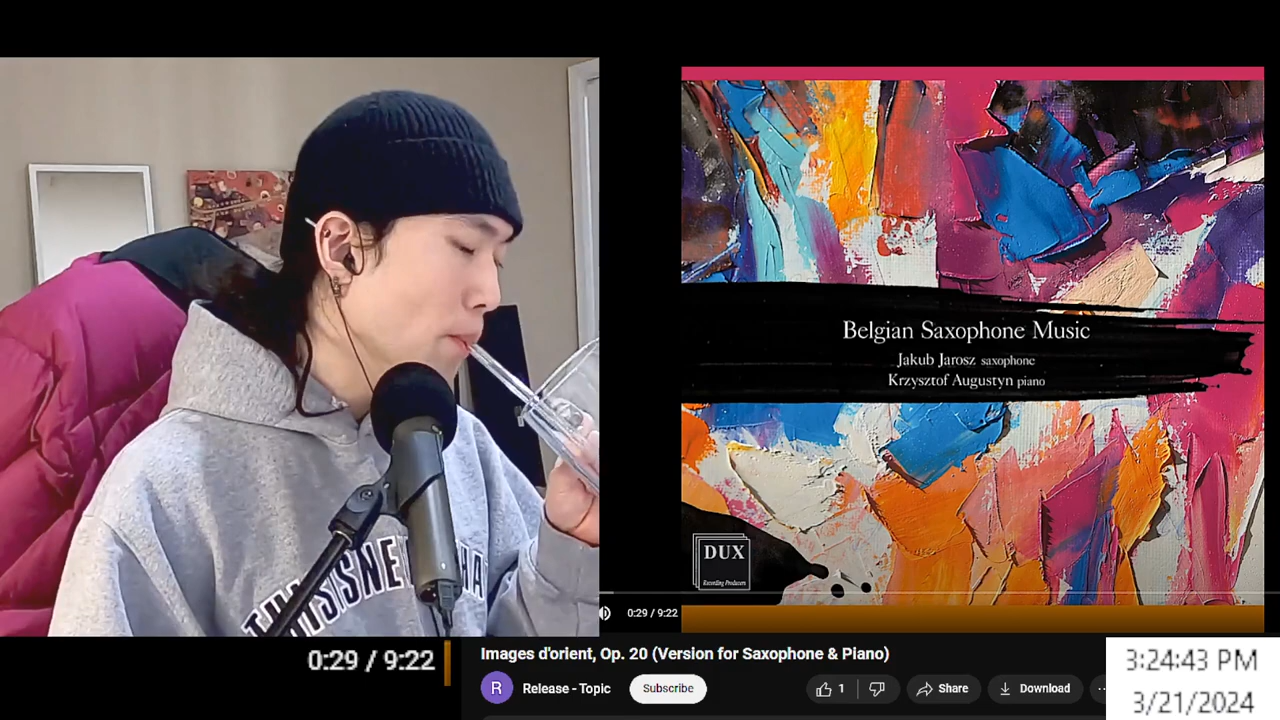 Belgian Saxophone Music
Jakub Jarosz saxophone
Krzysztof Augustyn piano
DUX
Recording Producers
0:29 / 9:22
0:29 / 9:22
Images d'orient, Op. 20 (Version for Saxophone & Piano)
R
Release - Topic
Subscribe
1
Share
Download
3:24:43 PM
3/21/2024